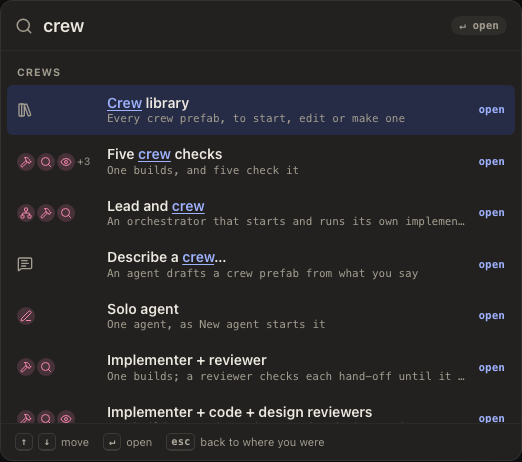 crew
↵ open
CREWS
Crew library
Every crew prefab, to start, edit or make one
open
+3
Five crew checks
One builds, and five check it
open
Lead and crew
An orchestrator that starts and runs its own implemen…
open
Describe a crew…
An agent drafts a crew prefab from what you say
open
Solo agent
One agent, as New agent starts it
open
Implementer + reviewer
One builds; a reviewer checks each hand-off until it …
open
Implementer + code + design reviewers
open
↑ ↓ move ↵ open esc back to where you were